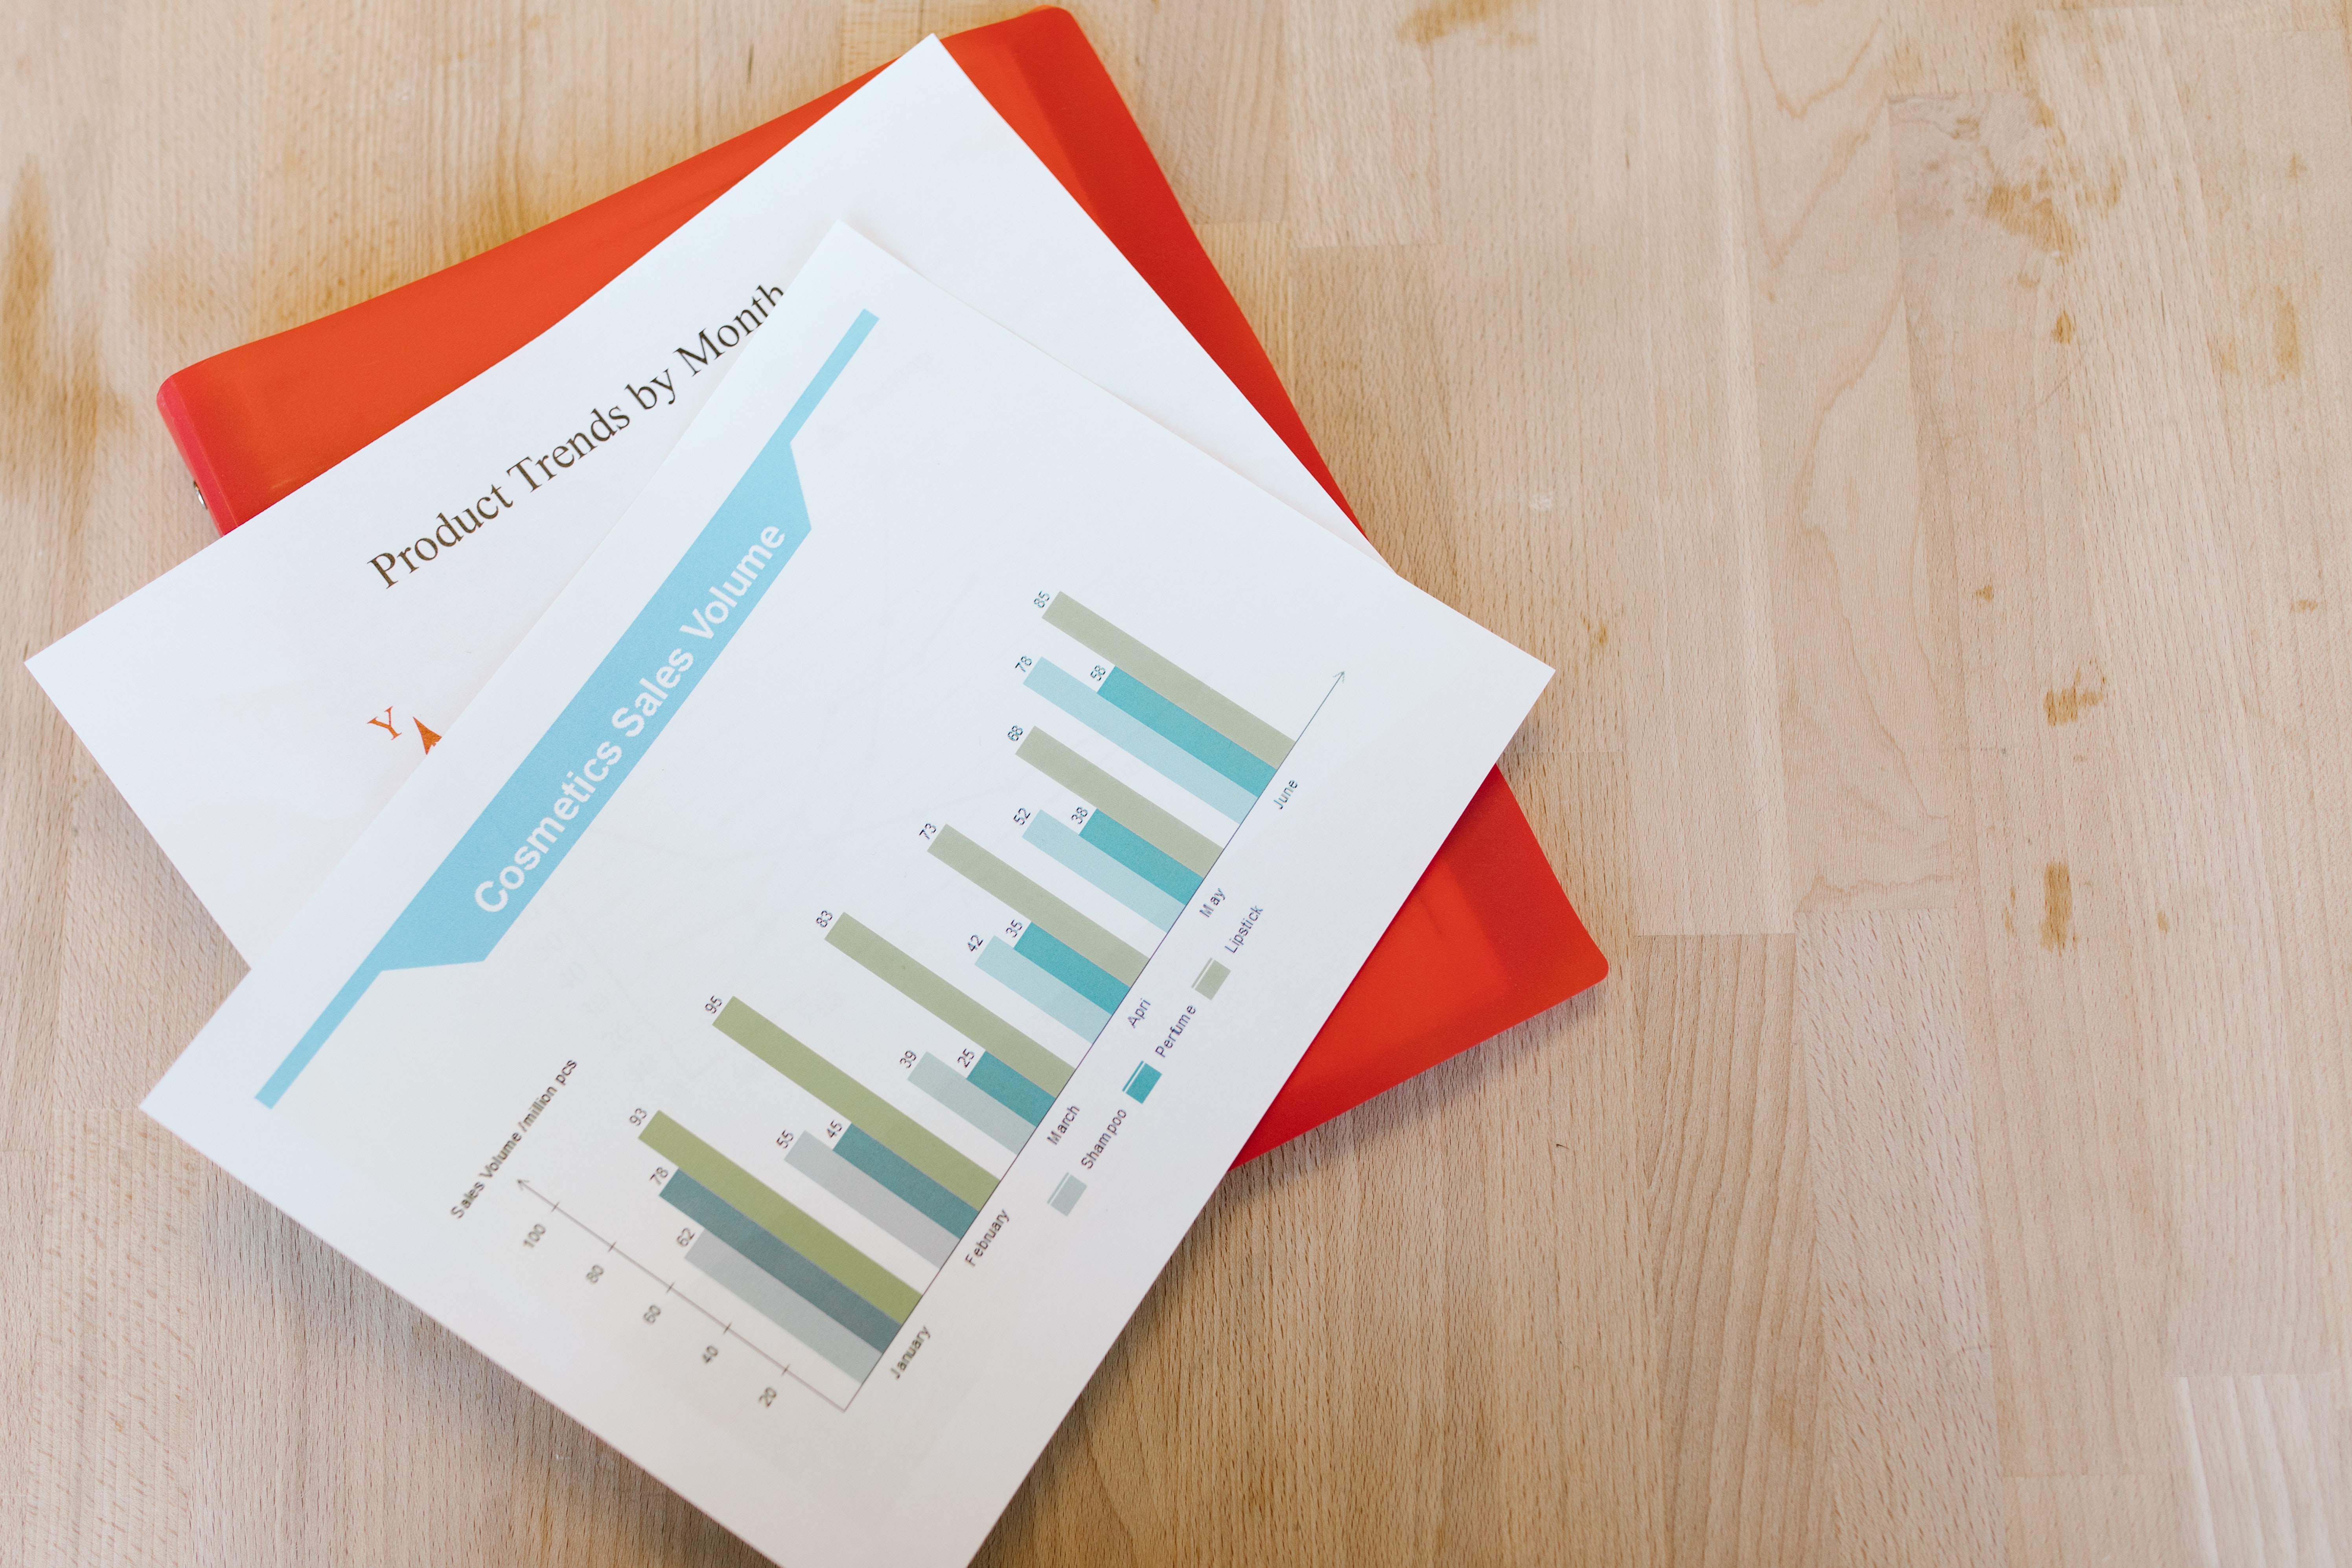 Product Trends by Month
Y
Cosmetics Sales Volume
Sales Volume /million pcs
100
80
60
40
20
62
78
93
55
45
95
39
25
83
42
35
73
52
38
68
78
58
85
January
February
March
Apri
May
June
Shampoo
Perfume
Lipstick